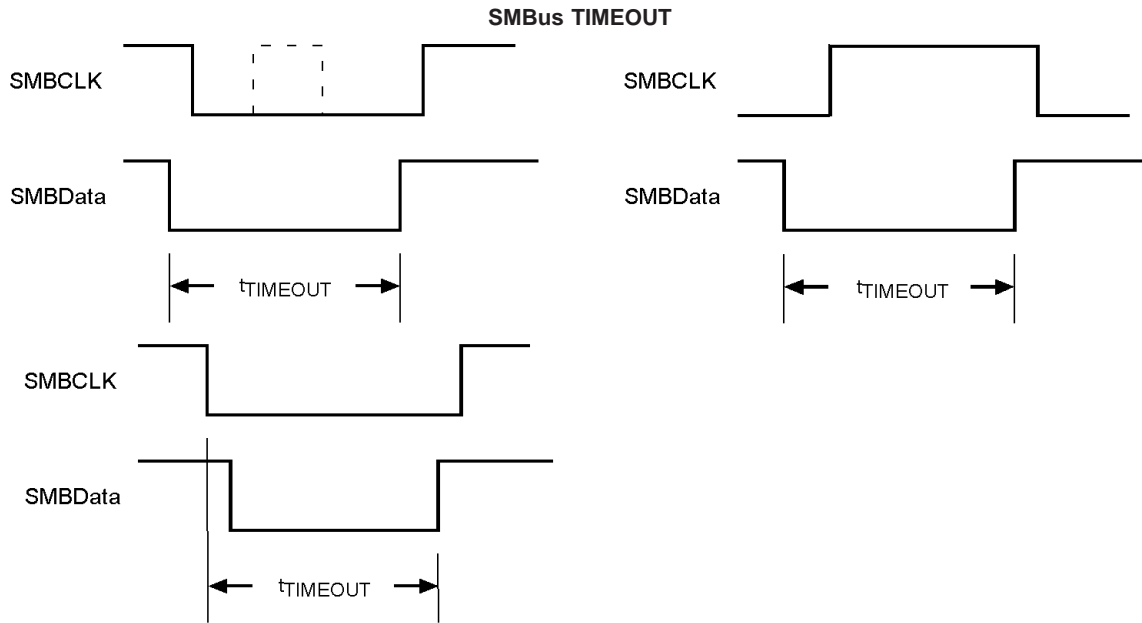 SMBus TIMEOUT
SMBCLK
SMBData
tTIMEOUT
SMBCLK
SMBData
tTIMEOUT
SMBCLK
SMBData
tTIMEOUT